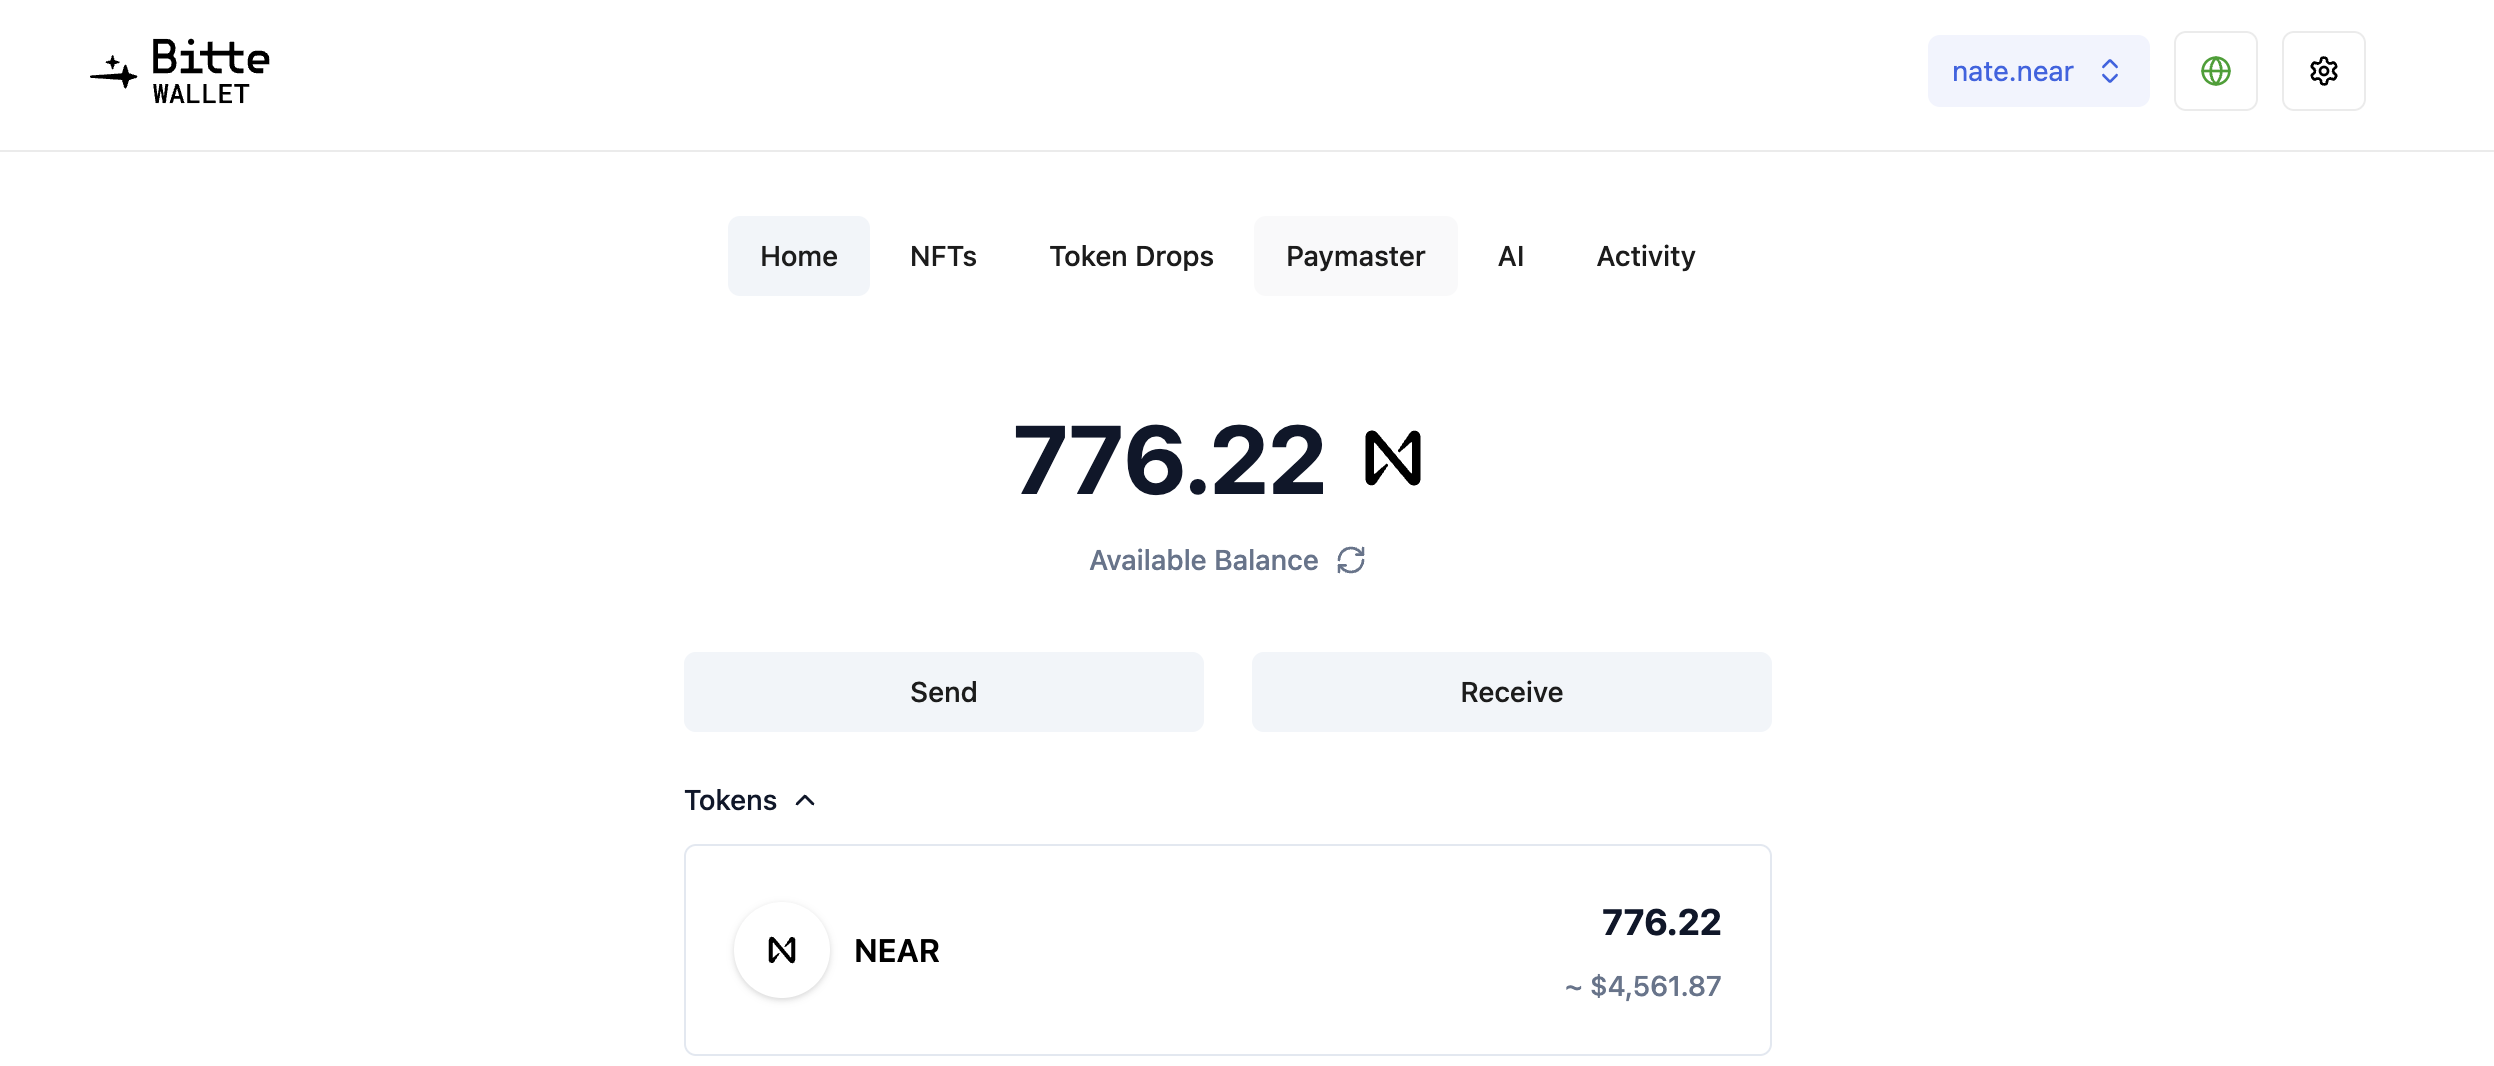 Bitte
WALLET
nate.near
Home NFTs Token Drops Paymaster AI Activity
776.22
Available Balance
Send Receive
Tokens
776.22
NEAR
~ $4,561.87